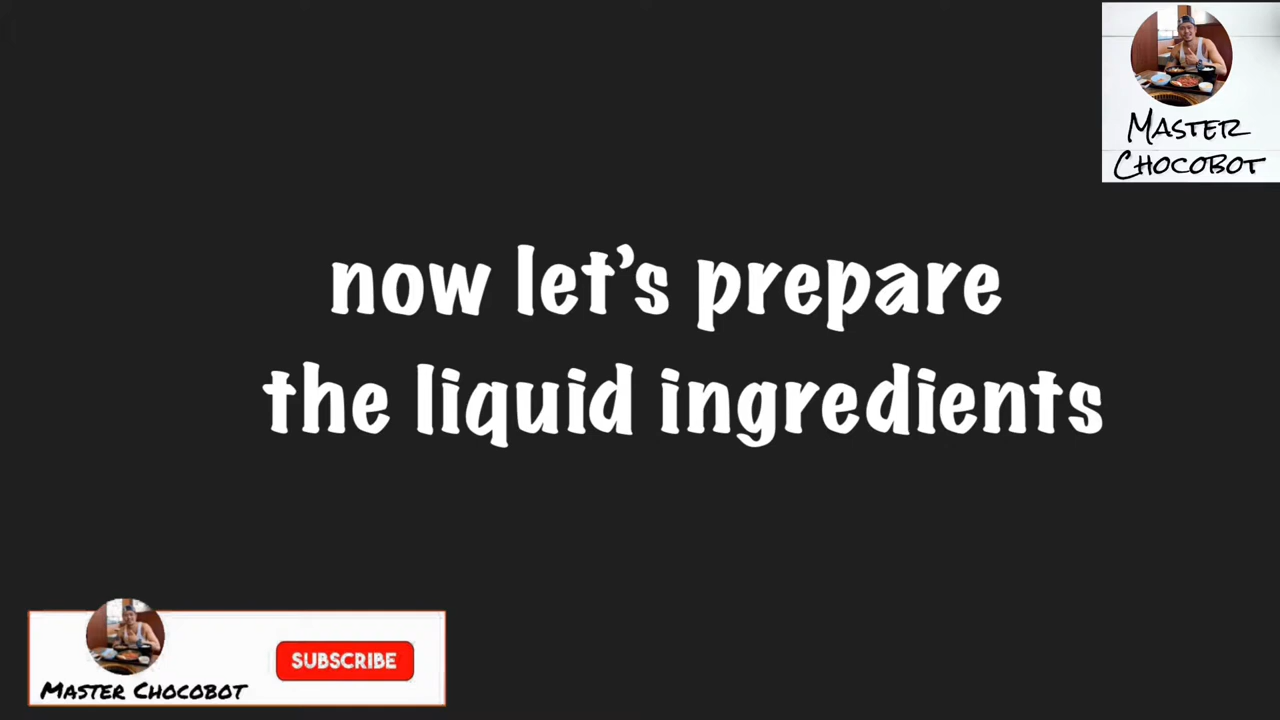 MASTER
CHOCOBOT
now let's prepare
the liquid ingredients
SUBSCRIBE
MASTER CHOCOBOT